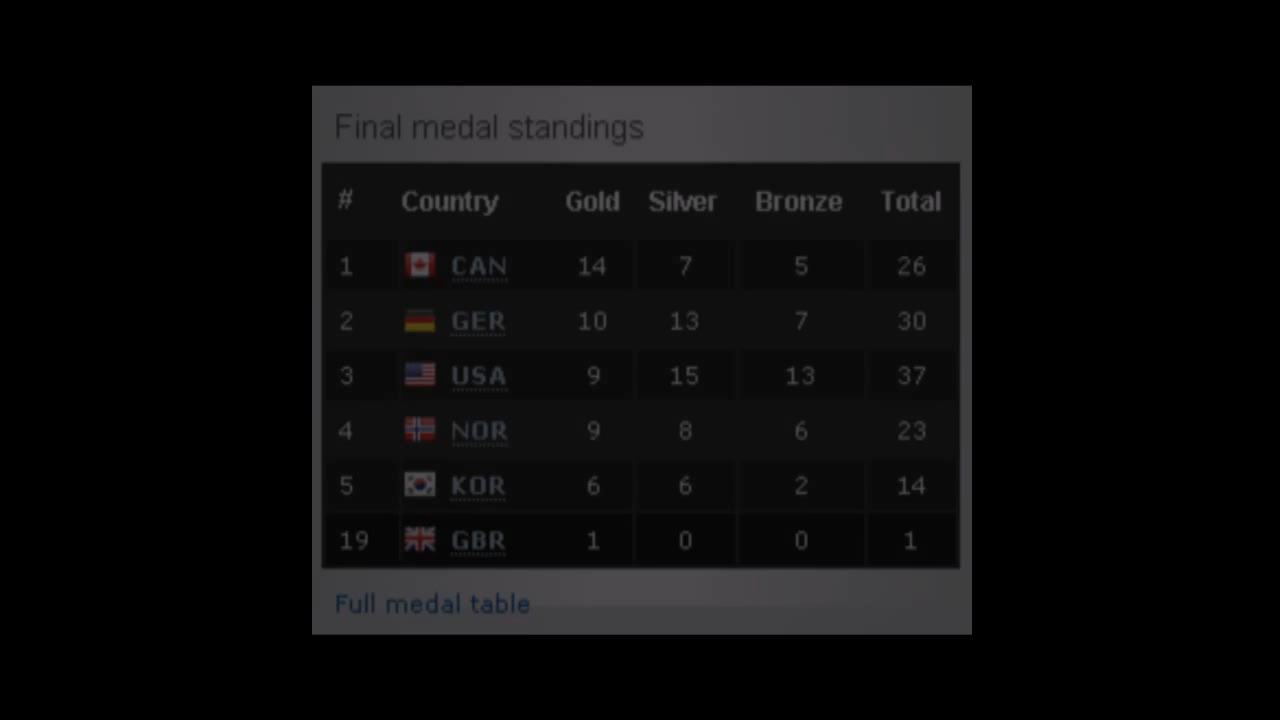 Final medal standings
# Country Gold Silver Bronze Total
1 CAN 14 7 5 26
2 GER 10 13 7 30
3 USA 9 15 13 37
4 NOR 9 8 6 23
5 KOR 6 6 2 14
19 GBR 1 0 0 1
Full medal table